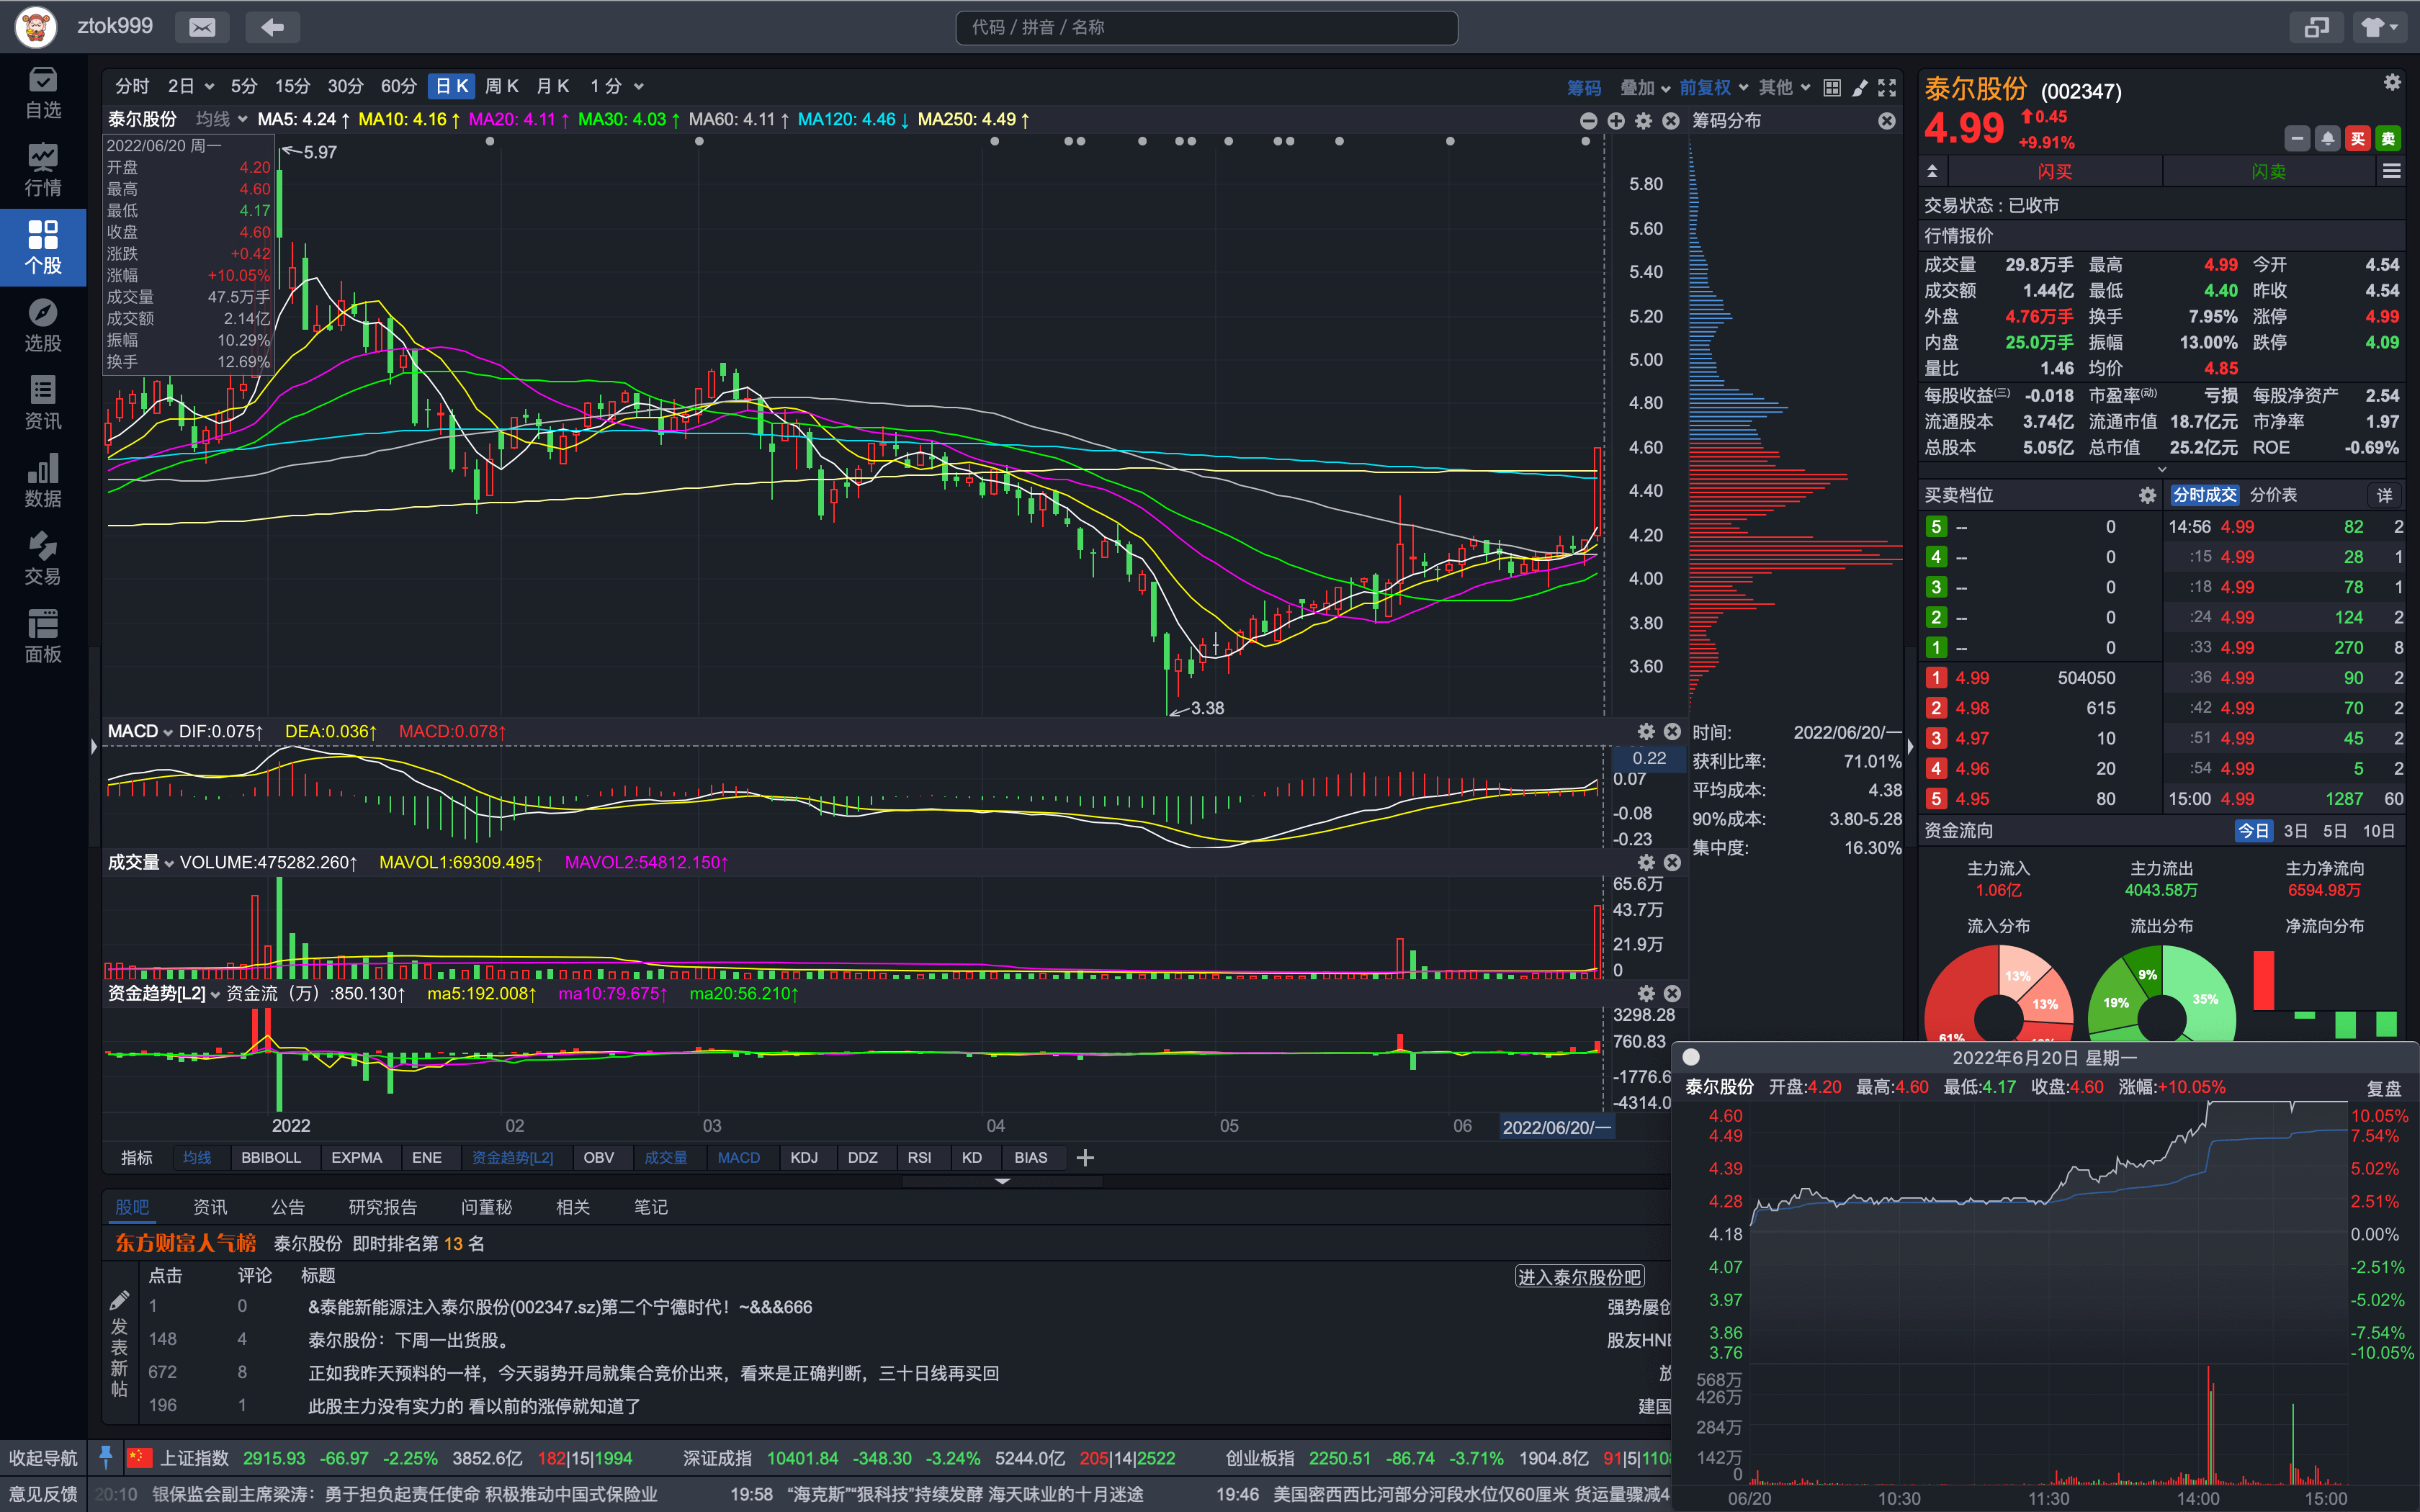 ztok999
代码 / 拼音 / 名称
自选
行情
个股
选股
资讯
数据
交易
面板
收起导航
意见反馈
分时 2日 5分 15分 30分 60分 日K 周K 月K 1分 筹码 叠加 前复权 其他
泰尔股份 均线 MA5: 4.24↑ MA10: 4.16↑ MA20: 4.11↑ MA30: 4.03↑ MA60: 4.11↑ MA120: 4.46↓ MA250: 4.49↑
筹码分布
2022/06/20 周一
开盘 4.20
最高 4.60
最低 4.17
收盘 4.60
涨跌 +0.42
涨幅 +10.05%
成交量 47.5万手
成交额 2.14亿
振幅 10.29%
换手 12.69%
5.97
3.38
5.80
5.60
5.40
5.20
5.00
4.80
4.60
4.40
4.20
4.00
3.80
3.60
MACD DIF:0.075↑ DEA:0.036↑ MACD:0.078↑
0.22
0.07
-0.08
-0.23
成交量 VOLUME:475282.260↑ MAVOL1:69309.495↑ MAVOL2:54812.150↑
65.6万
43.7万
21.9万
0
资金趋势[L2] 资金流（万）:850.130↑ ma5:192.008↑ ma10:79.675↑ ma20:56.210↑
3298.28
760.83
-1776.6
-4314.0
2022 02 03 04 05 06 2022/06/20/一
时间: 2022/06/20/一
获利比率: 71.01%
平均成本: 4.38
90%成本: 3.80-5.28
集中度: 16.30%
指标 均线 BBIBOLL EXPMA ENE 资金趋势[L2] OBV 成交量 MACD KDJ DDZ RSI KD BIAS
股吧 资讯 公告 研究报告 问董秘 相关 笔记
东方财富人气榜 泰尔股份 即时排名第 13 名
点击 评论 标题 进入泰尔股份吧
发表新帖
1 0 &泰能新能源注入泰尔股份(002347.sz)第二个宁德时代！~&&&666 强势屡创
148 4 泰尔股份：下周一出货股。 股友HNE
672 8 正如我昨天预料的一样，今天弱势开局就集合竞价出来，看来是正确判断，三十日线再买回 放
196 1 此股主力没有实力的 看以前的涨停就知道了 建国
泰尔股份 (002347)
4.99 0.45
+9.91%
买 卖
闪买 闪卖
交易状态：已收市
行情报价
成交量 29.8万手 最高 4.99 今开 4.54
成交额 1.44亿 最低 4.40 昨收 4.54
外盘 4.76万手 换手 7.95% 涨停 4.99
内盘 25.0万手 振幅 13.00% 跌停 4.09
量比 1.46 均价 4.85
每股收益(三) -0.018 市盈率(动) 亏损 每股净资产 2.54
流通股本 3.74亿 流通市值 18.7亿元 市净率 1.97
总股本 5.05亿 总市值 25.2亿元 ROE -0.69%
买卖档位 分时成交 分价表 详
5 -- 0
4 -- 0
3 -- 0
2 -- 0
1 -- 0
1 4.99 504050
2 4.98 615
3 4.97 10
4 4.96 20
5 4.95 80
14:56 4.99 82 2
:15 4.99 28 1
:18 4.99 78 1
:24 4.99 124 2
:33 4.99 270 8
:36 4.99 90 2
:42 4.99 70 2
:51 4.99 45 2
:54 4.99 5 2
15:00 4.99 1287 60
资金流向 今日 3日 5日 10日
主力流入 主力流出 主力净流向
1.06亿 4043.58万 6594.98万
流入分布 流出分布 净流向分布
13% 13% 61%
9% 35% 19%
2022年6月20日 星期一
泰尔股份 开盘:4.20 最高:4.60 最低:4.17 收盘:4.60 涨幅:+10.05% 复盘
4.60 10.05%
4.49 7.54%
4.39 5.02%
4.28 2.51%
4.18 0.00%
4.07 -2.51%
3.97 -5.02%
3.86 -7.54%
3.76 -10.05%
568万
426万
284万
142万
0
06/20 10:30 11:30 14:00 15:00
上证指数 2915.93 -66.97 -2.25% 3852.6亿 182|15|1994 深证成指 10401.84 -348.30 -3.24% 5244.0亿 205|14|2522 创业板指 2250.51 -86.74 -3.71% 1904.8亿 91|5|1108
20:10 银保监会副主席梁涛：勇于担负起责任使命 积极推动中国式保险业 19:58 “海克斯”“狠科技”持续发酵 海天味业的十月迷途 19:46 美国密西西比河部分河段水位仅60厘米 货运量骤减4